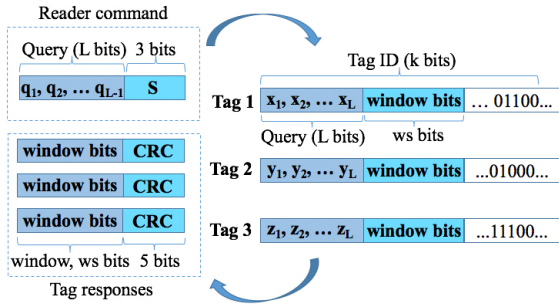 Reader command
Query (L bits) 3 bits
q1, q2, ... qL-1 S
window bits CRC
window bits CRC
window bits CRC
window, ws bits 5 bits
Tag responses
Tag ID (k bits)
Tag 1 x1, x2, ... xL window bits ... 01100...
Query (L bits) ws bits
Tag 2 y1, y2, ... yL window bits ...01000...
Tag 3 z1, z2, ... zL window bits ...11100...